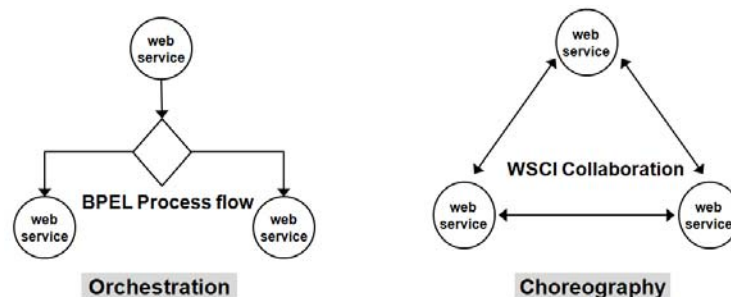 web
service
BPEL Process flow
web
service
web
service
Orchestration
web
service
WSCI Collaboration
web
service
web
service
Choreography